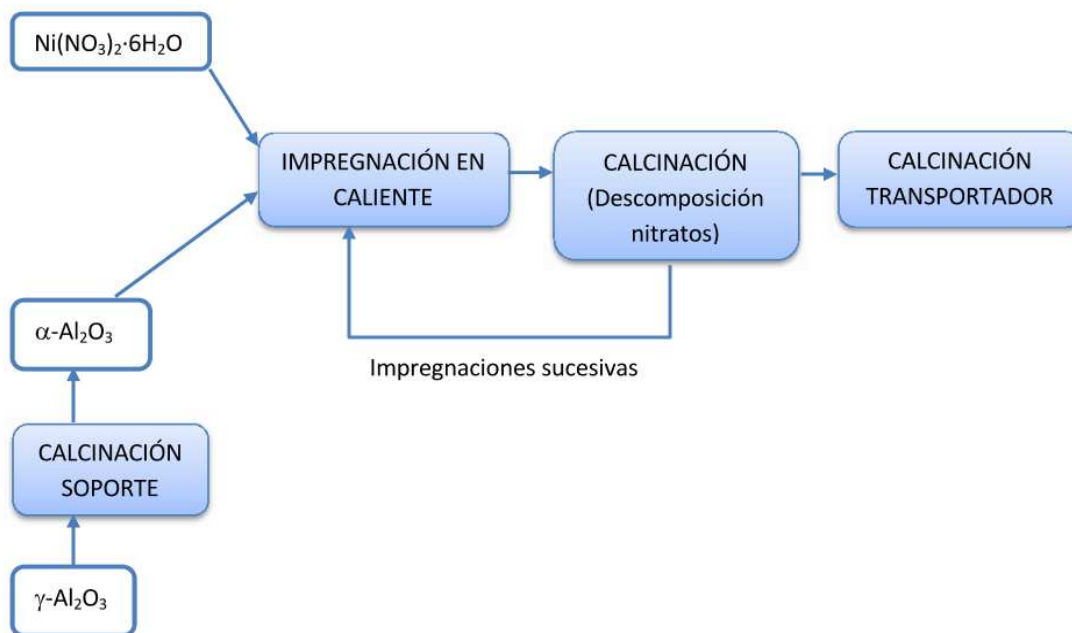 Ni(NO₃)₂·6H₂O
IMPREGNACIÓN EN
CALIENTE
CALCINACIÓN
(Descomposición
nitratos)
CALCINACIÓN
TRANSPORTADOR
α-Al₂O₃
Impregnaciones sucesivas
CALCINACIÓN
SOPORTE
γ-Al₂O₃